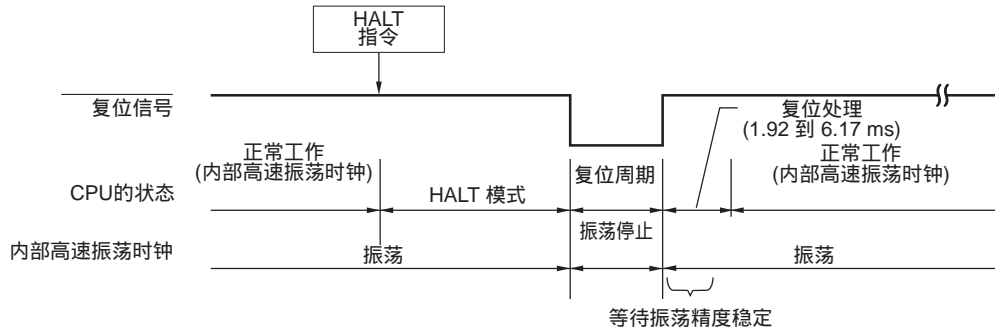 HALT
指令
复位信号
复位处理
(1.92 到 6.17 ms)
正常工作
(内部高速振荡时钟)
复位周期
正常工作
(内部高速振荡时钟)
CPU的状态
HALT 模式
振荡停止
内部高速振荡时钟
振荡
振荡
等待振荡精度稳定